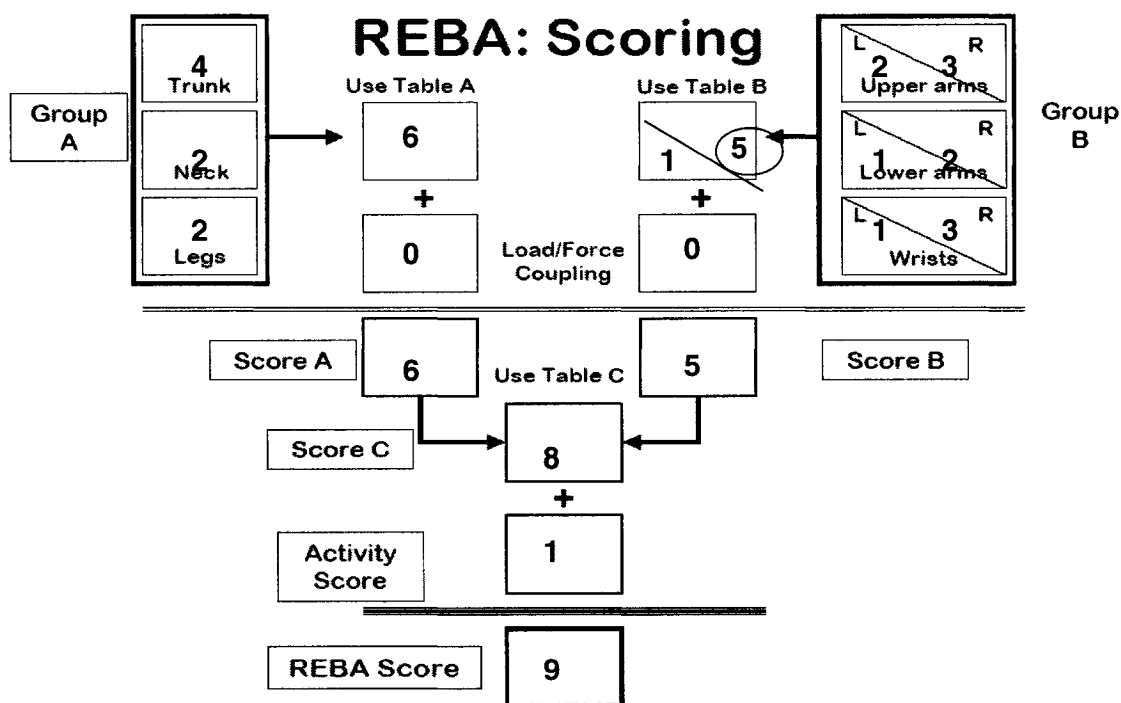 REBA: Scoring
Group
A
4
Trunk
2
Neck
2
Legs
Use Table A
6
+
0
Load/Force
Coupling
Use Table B
1 5
+
0
L R
2 3
Upper arms
L R
1 2
Lower arms
L R
1 3
Wrists
Group
B
Score A
6
Use Table C
5
Score B
Score C
8
+
Activity
Score
1
REBA Score
9